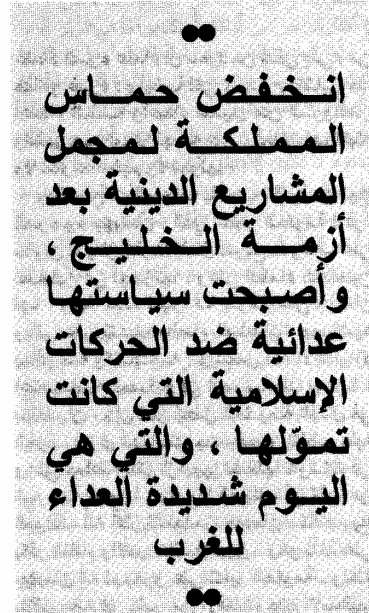 انخفض حماس
المملكة لمجمل
المشاريع الدينية بعد
أزمة الخليج ،
وأصبحت سياستها
عدائية ضد الحركات
الإسلامية التي كانت
تموّلها ، والتي هي
اليوم شديدة العداء
للغرب